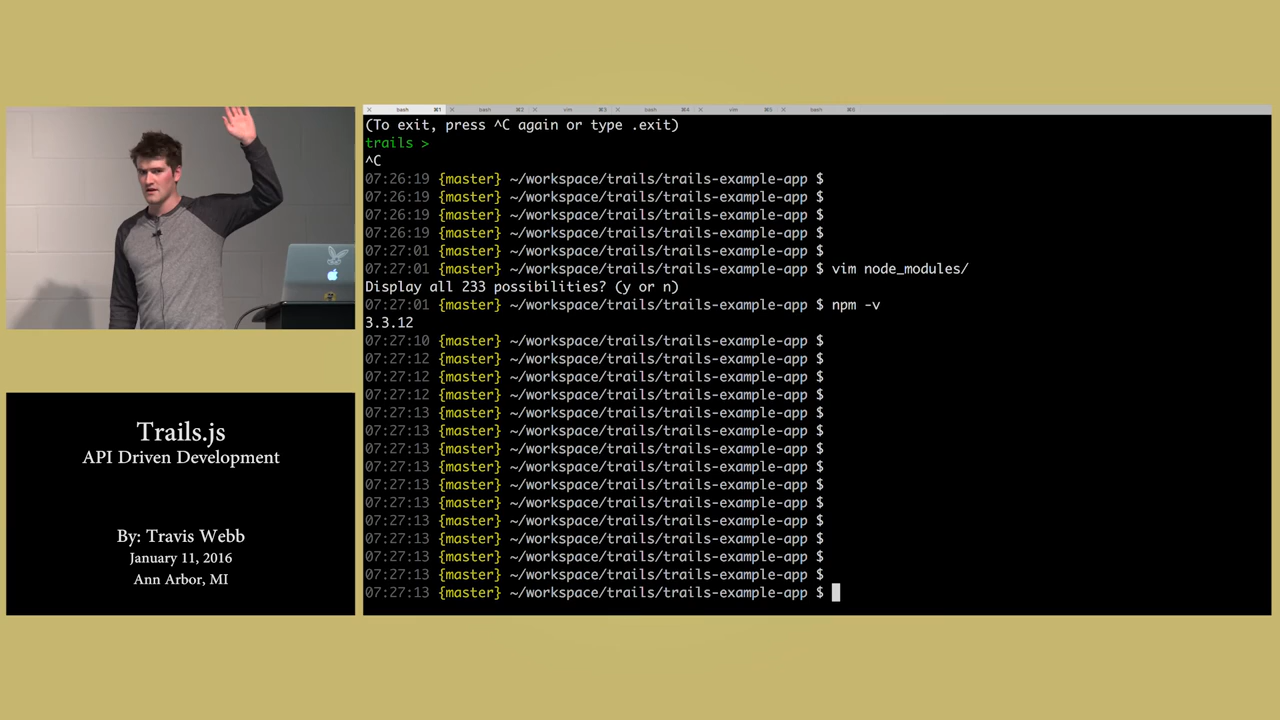 bash ⌘1 bash ⌘2 vim ⌘3 bash ⌘4 vim ⌘5 bash ⌘6
(To exit, press ^C again or type .exit)
trails >
^C
07:26:19 {master} ~/workspace/trails/trails-example-app $
07:26:19 {master} ~/workspace/trails/trails-example-app $
07:26:19 {master} ~/workspace/trails/trails-example-app $
07:26:19 {master} ~/workspace/trails/trails-example-app $
07:27:01 {master} ~/workspace/trails/trails-example-app $
07:27:01 {master} ~/workspace/trails/trails-example-app $ vim node_modules/
Display all 233 possibilities? (y or n)
07:27:01 {master} ~/workspace/trails/trails-example-app $ npm -v
3.3.12
07:27:10 {master} ~/workspace/trails/trails-example-app $
07:27:12 {master} ~/workspace/trails/trails-example-app $
07:27:12 {master} ~/workspace/trails/trails-example-app $
07:27:12 {master} ~/workspace/trails/trails-example-app $
07:27:13 {master} ~/workspace/trails/trails-example-app $
07:27:13 {master} ~/workspace/trails/trails-example-app $
07:27:13 {master} ~/workspace/trails/trails-example-app $
07:27:13 {master} ~/workspace/trails/trails-example-app $
07:27:13 {master} ~/workspace/trails/trails-example-app $
07:27:13 {master} ~/workspace/trails/trails-example-app $
07:27:13 {master} ~/workspace/trails/trails-example-app $
07:27:13 {master} ~/workspace/trails/trails-example-app $
07:27:13 {master} ~/workspace/trails/trails-example-app $
07:27:13 {master} ~/workspace/trails/trails-example-app $
07:27:13 {master} ~/workspace/trails/trails-example-app $
Trails.js
API Driven Development
By: Travis Webb
January 11, 2016
Ann Arbor, MI